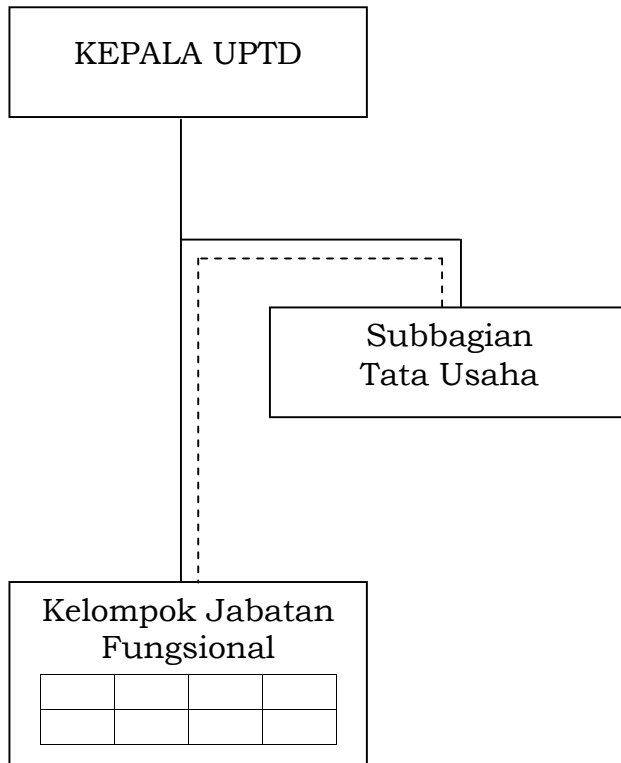 KEPALA UPTD
Subbagian
Tata Usaha
Kelompok Jabatan
Fungsional